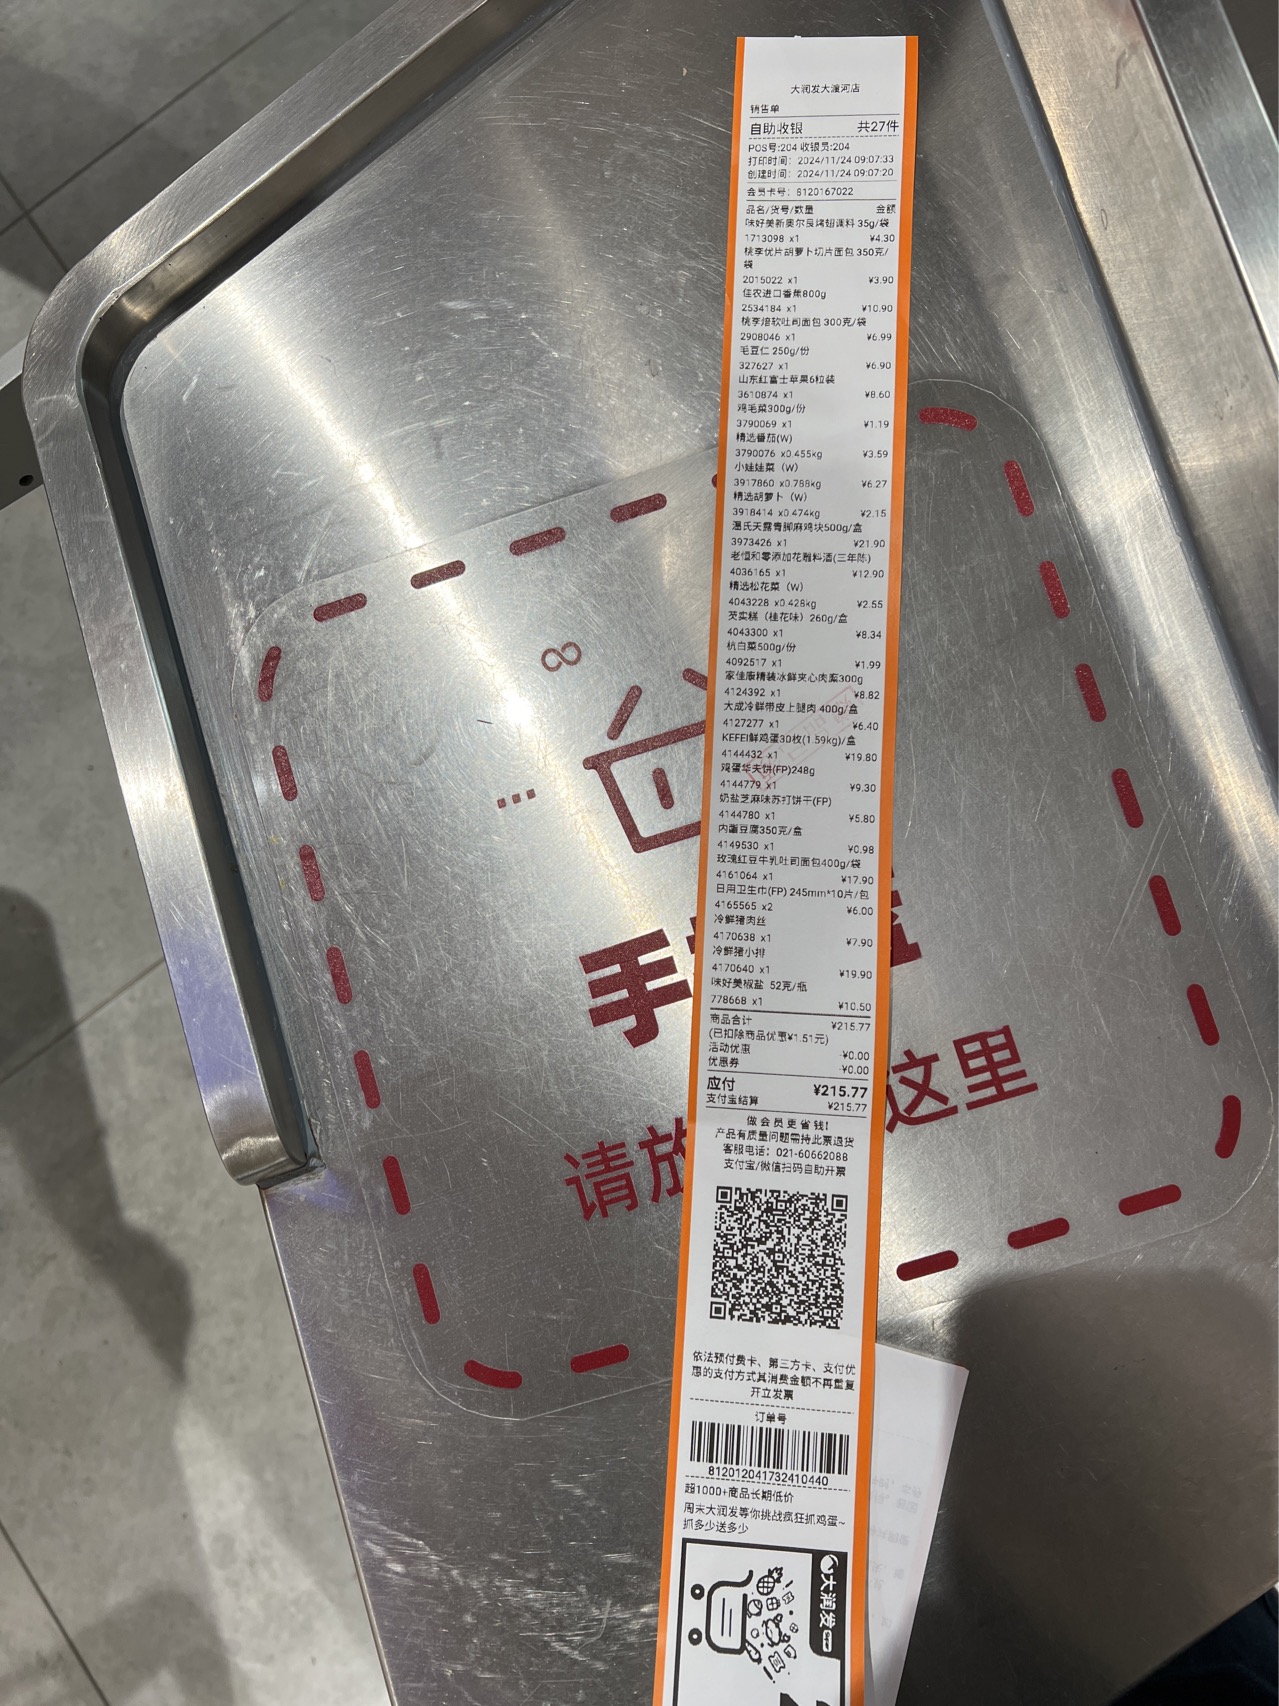 大润发大渡河店
销售单
自助收银 共27件
POS号:204 收银员:204
打印时间: 2024/11/24 09:07:33
创建时间: 2024/11/24 09:07:20
会员卡号: 8120167022
品名/货号/数量 金额
味好美新奥尔良烤翅调料 35g/袋
1713098 x1 ¥4.30
桃李优片胡萝卜切片面包 350克/
袋
2015022 x1 ¥3.90
佳农进口香蕉800g
2534184 x1 ¥10.90
桃李焙软吐司面包 300克/袋
2908046 x1 ¥6.99
毛豆仁 250g/份
327627 x1 ¥6.90
山东红富士苹果6粒装
3610874 x1 ¥8.60
鸡毛菜300g/份
3790069 x1 ¥1.19
精选番茄(W)
3790076 x0.455kg ¥3.59
小娃娃菜（W)
3917860 x0.788kg ¥6.27
精选胡萝卜（W)
3918414 x0.474kg ¥2.15
温氏天露青脚麻鸡块500g/盒
3973426 x1 ¥21.90
老恒和零添加花雕料酒(三年陈)
4036165 x1 ¥12.90
精选松花菜（W)
4043228 x0.428kg ¥2.55
芡实糕（桂花味）260g/盒
4043300 x1 ¥8.34
杭白菜500g/份
4092517 x1 ¥1.99
家佳康精装冰鲜夹心肉糜300g
4124392 x1 ¥8.82
大成冷鲜带皮上腿肉 400g/盒
4127277 x1 ¥6.40
KEFEI鲜鸡蛋30枚(1.59kg)/盒
4144432 x1 ¥19.80
鸡蛋华夫饼(FP)248g
4144779 x1 ¥9.30
奶盐芝麻味苏打饼干(FP)
4144780 x1 ¥5.80
内酯豆腐350克/盒
4149530 x1 ¥0.98
玫瑰红豆牛乳吐司面包400g/袋
4161064 x1 ¥17.90
日用卫生巾(FP) 245mm*10片/包
4165565 x2 ¥6.00
冷鲜猪肉丝
4170638 x1 ¥7.90
冷鲜猪小排
4170640 x1 ¥19.90
味好美椒盐 52克/瓶
778668 x1 ¥10.50
商品合计 ¥215.77
(已扣除商品优惠¥1.51元)
活动优惠 -¥0.00
优惠券 -¥0.00
应付 ¥215.77
支付宝结算 ¥215.77
做会员更省钱!
产品有质量问题需持此票退货
客服电话: 021-60662088
支付宝/微信扫码自助开票
依法预付费卡、第三方卡、支付优
惠的支付方式其消费金额不再重复
开立发票
订单号
812012041732410440
超1000+商品长期低价
周末大润发等你挑战疯狂抓鸡蛋~
抓多少送多少
大润发
Super
手
请放 这里